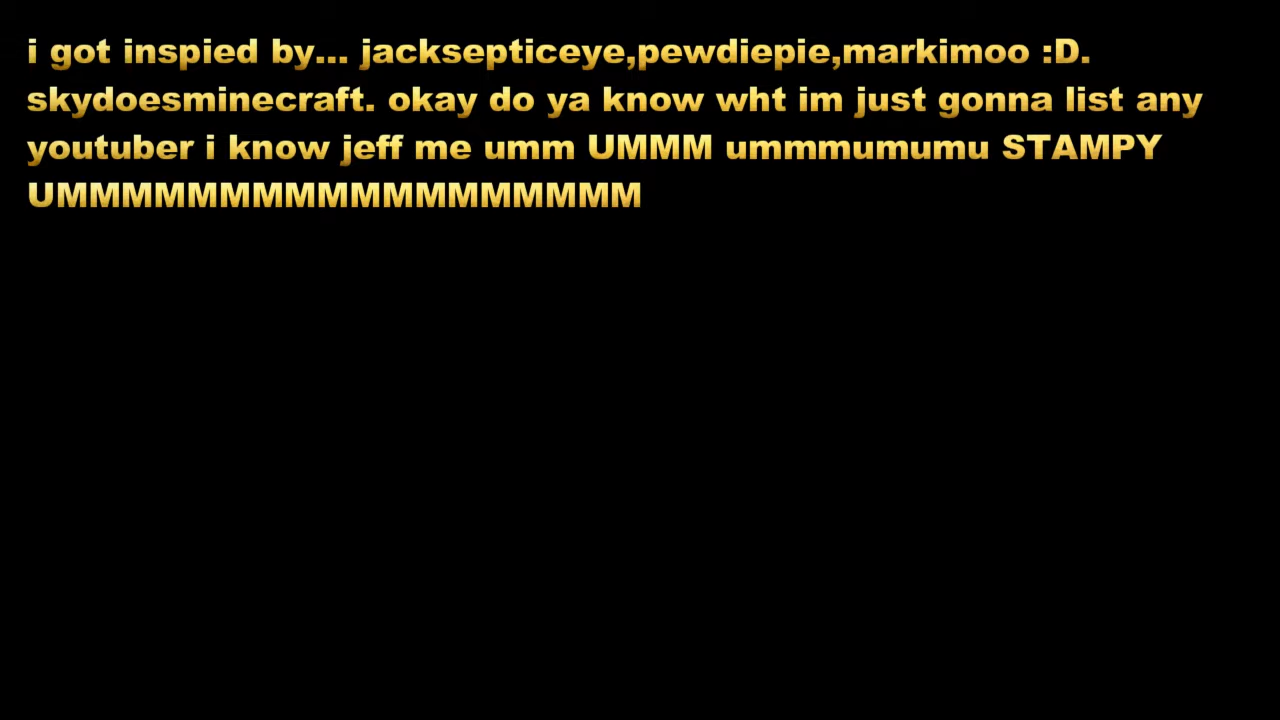 i got inspied by... jacksepticeye,pewdiepie,markimoo :D.
skydoesminecraft. okay do ya know wht im just gonna list any
youtuber i know jeff me umm UMMM ummmumumu STAMPY
UMMMMMMMMMMMMMMMMMM